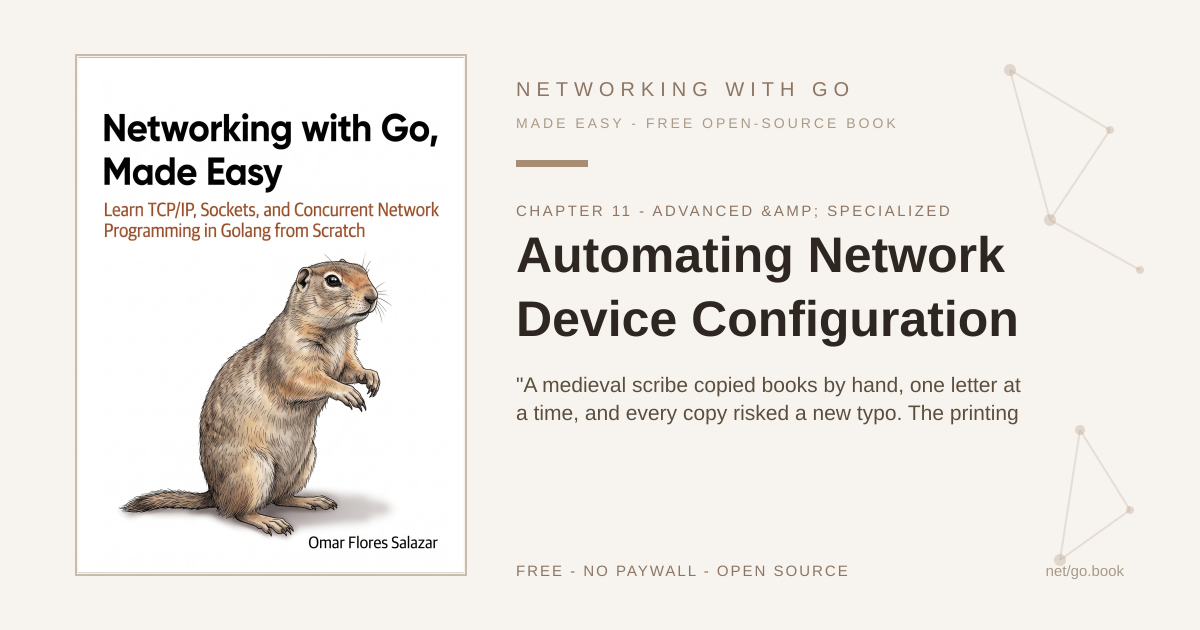 Networking with Go,
Made Easy
Learn TCP/IP, Sockets, and Concurrent Network
Programming in Golang from Scratch
Omar Flores Salazar
NETWORKING WITH GO
MADE EASY - FREE OPEN-SOURCE BOOK
CHAPTER 11 - ADVANCED &AMP; SPECIALIZED
Automating Network
Device Configuration
"A medieval scribe copied books by hand, one letter at
a time, and every copy risked a new typo. The printing
FREE - NO PAYWALL - OPEN SOURCE
net/go.book